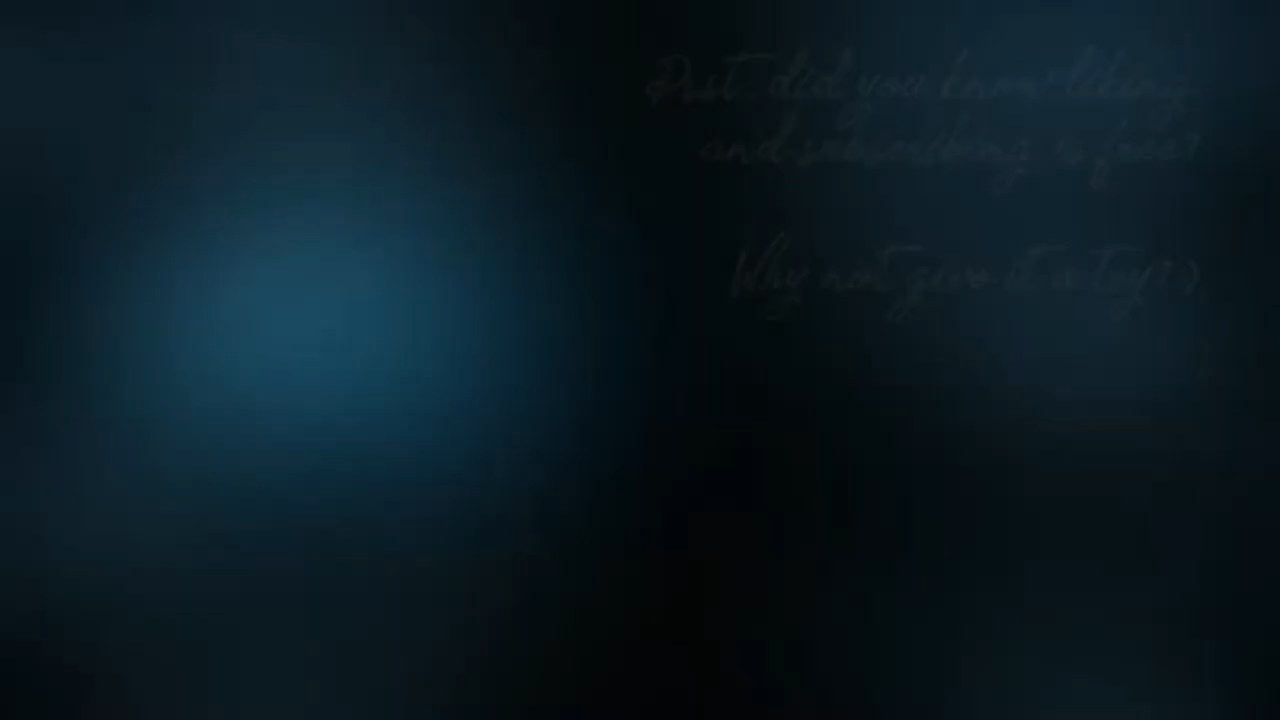 Psst.. did you know liking
and subscribing is free?
Why not give it a try? :)